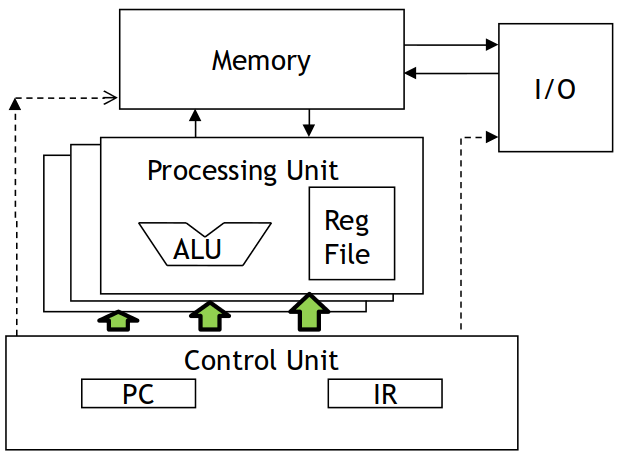 Memory
I/O
Processing Unit
ALU
Reg
File
Control Unit
PC
IR